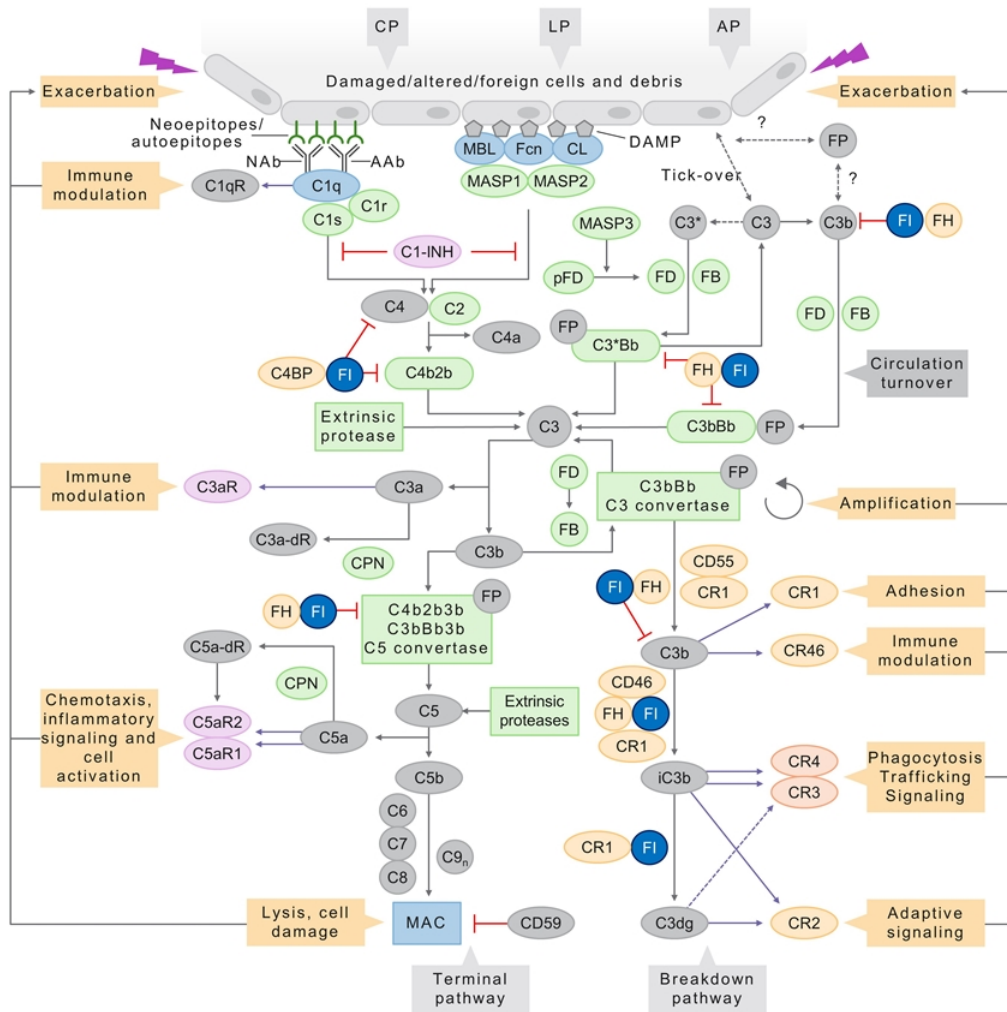 CP
LP
AP
Damaged/altered/foreign cells and debris
Exacerbation
Exacerbation
Neoepitopes/
autoepitopes
NAb
AAb
MBL
Fcn
CL
DAMP
?
FP
Immune
modulation
C1qR
C1q
C1r
C1s
MASP1
MASP2
Tick-over
?
C3*
C3
C3b
FI
FH
MASP3
C1-INH
pFD
FD
FB
C4
C2
C4a
FP
C3*Bb
FD
FB
C4BP
FI
C4b2b
FH
FI
Circulation
turnover
Extrinsic
protease
C3
C3bBb
FP
Immune
modulation
C3aR
C3a
FD
FB
C3bBb
C3 convertase
FP
Amplification
C3a-dR
C3b
CPN
CD55
CR1
FH
FI
C4b2b3b
C3bBb3b
C5 convertase
FP
FI
FH
CR1
Adhesion
C3b
CR46
Immune
modulation
C5a-dR
CPN
Chemotaxis,
inflammatory
signaling and
cell
activation
C5aR2
C5aR1
C5a
C5
Extrinsic
proteases
CD46
FH
FI
CR1
C5b
iC3b
CR4
CR3
Phagocytosis
Trafficking
Signaling
C6
C7
C8
C9n
CR1
FI
Lysis, cell
damage
MAC
CD59
C3dg
CR2
Adaptive
signaling
Terminal
pathway
Breakdown
pathway